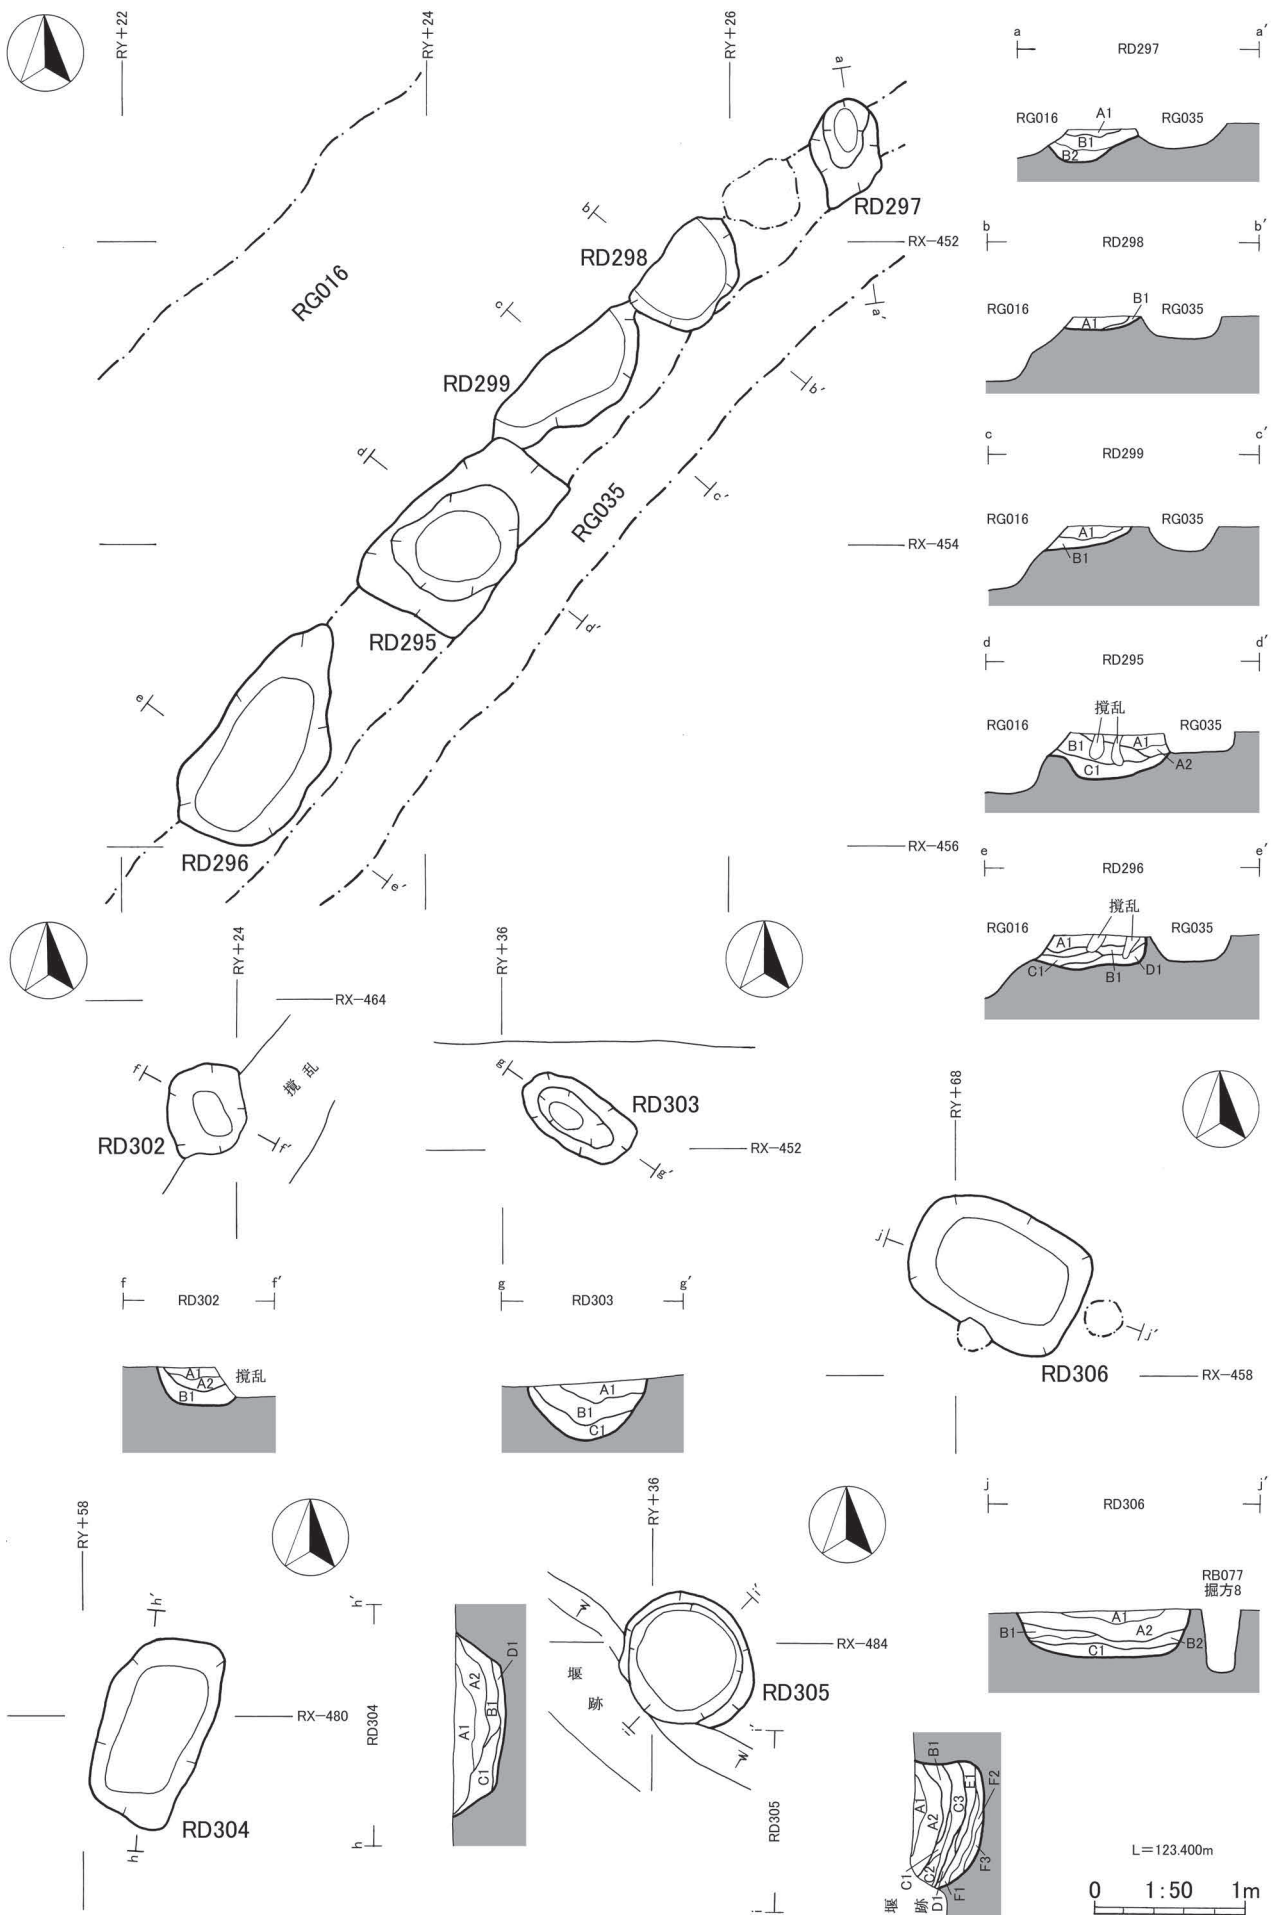 RY+22
RY+24
RY+26
a
RG016
RD297
RX-452
b
RD298
a′
c
RD299
b′
d
RG035
c′
RX-454
RD295
d′
e
RD296
RX-456
e′
a
RD297
a′
RG016
A1
RG035
B1
B2
b
RD298
b′
RG016
B1
RG035
A1
c
RD299
c′
RG016
A1
RG035
B1
d
RD295
d′
RG016
撹乱
RG035
B1
A1
A2
C1
e
RD296
e′
RG016
撹乱
RG035
A1
C1
B1
D1
RY+24
RX-464
f
撹乱
RD302
f′
RY+36
g
RD303
RX-452
g′
RY+68
j
j′
RD306
RX-458
f
RD302
f′
A1
A2
B1
撹乱
g
RD303
g′
A1
B1
C1
j
RD306
j′
RB077
掘方8
A1
B1
A2
B2
C1
RY+58
h′
RX-480
RD304
h
h′
RD304
h
D1
A2
B1
A1
C1
RY+36
i′
RX-484
堰跡
RD305
i
i′
RD305
i
B1
E1
F2
A1
A2
C3
C1
C2
D1
F1
F3
堰跡
L=123.400m
0 1:50 1m